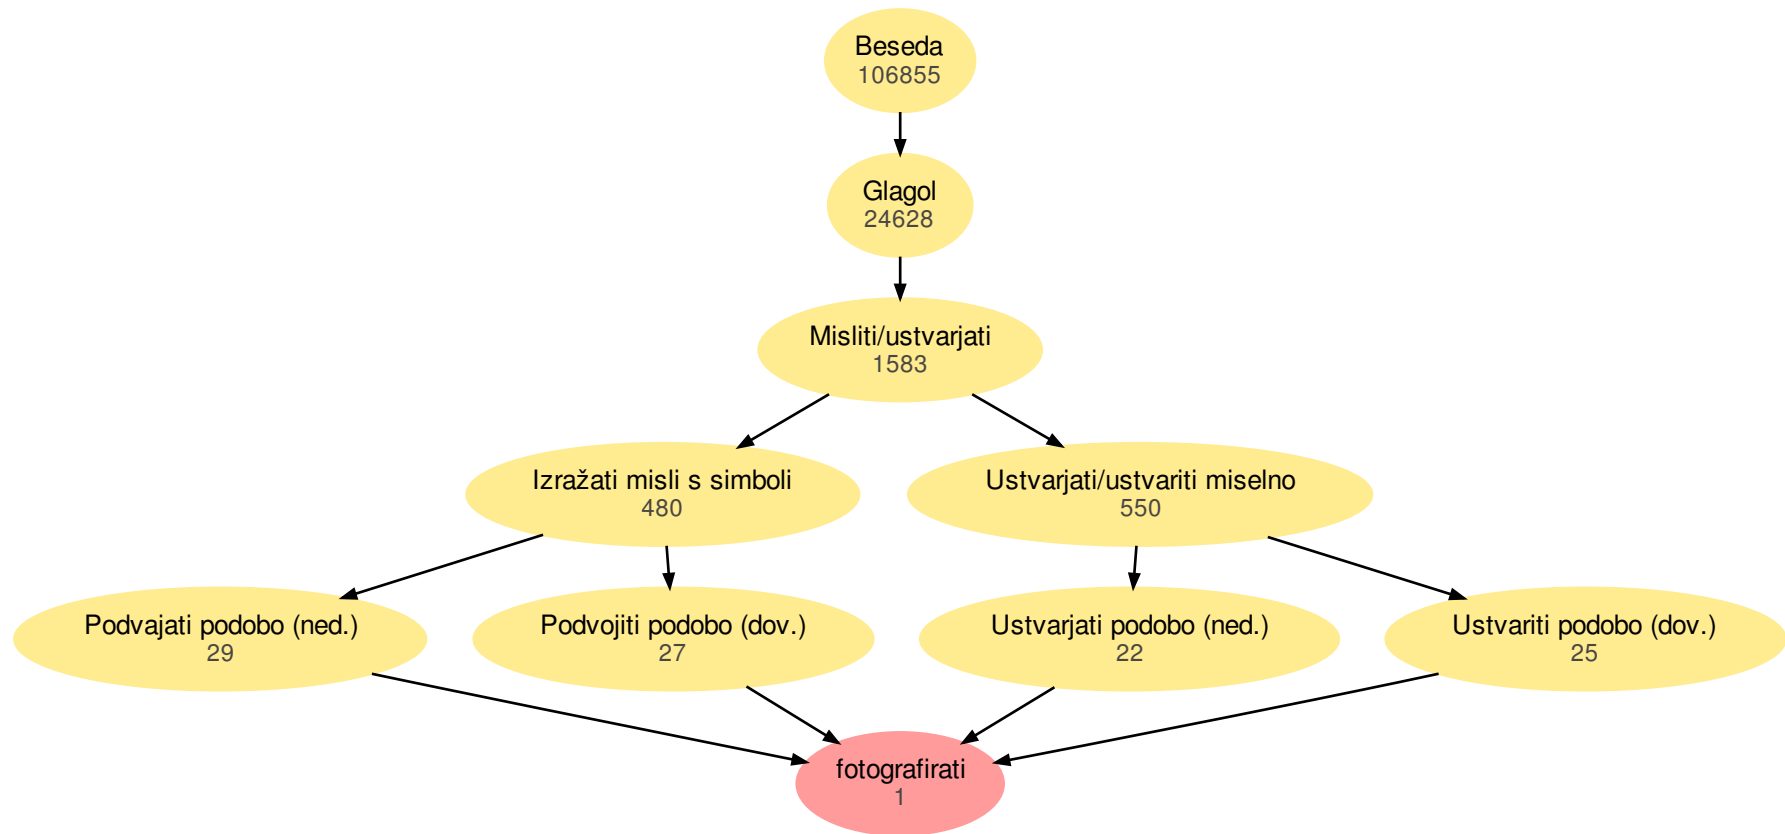 Beseda
106855
Glagol
24628
Misliti/ustvarjati
1583
Izražati misli s simboli
480
Ustvarjati/ustvariti miselno
550
Podvajati podobo (ned.)
29
Podvojiti podobo (dov.)
27
Ustvarjati podobo (ned.)
22
Ustvariti podobo (dov.)
25
fotografirati
1